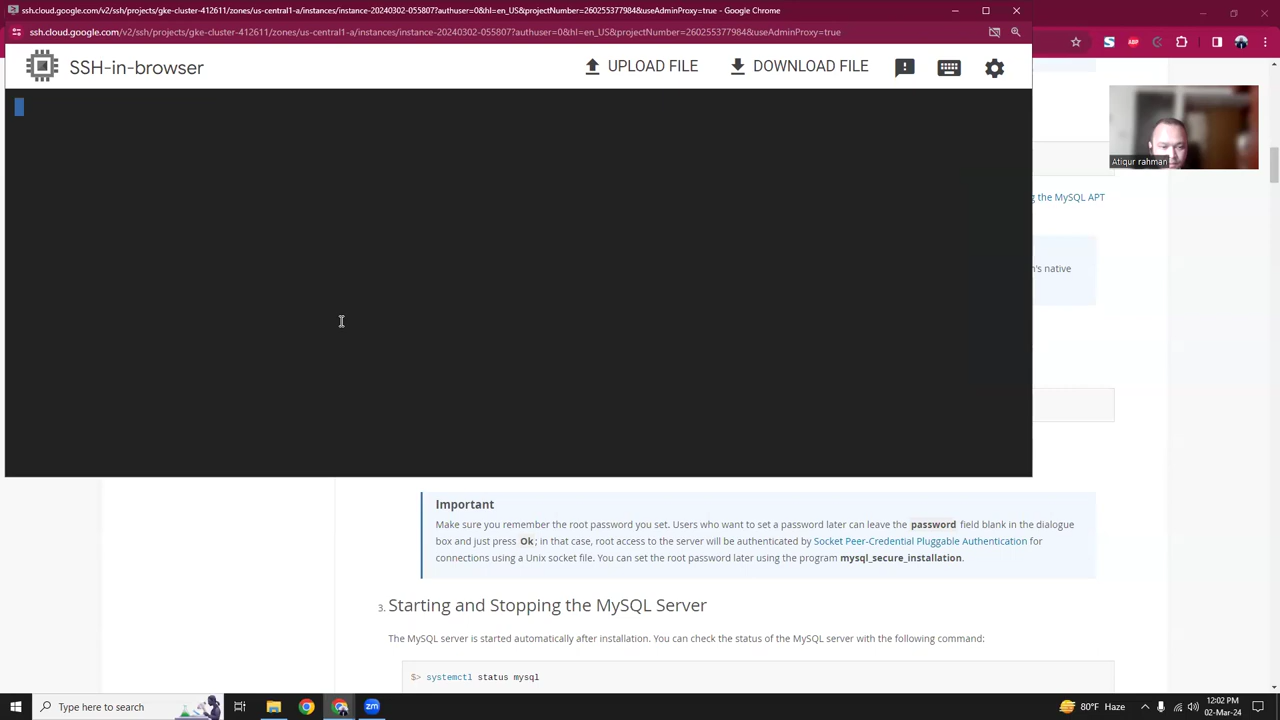 ssh.cloud.google.com/v2/ssh/projects/gke-cluster-412611/zones/us-central1-a/instances/instance-20240302-055807?authuser=0&hl=en_US&projectNumber=260255377984&useAdminProxy=true - Google Chrome
ssh.cloud.google.com/v2/ssh/projects/gke-cluster-412611/zones/us-central1-a/instances/instance-20240302-055807?authuser=0&hl=en_US&projectNumber=260255377984&useAdminProxy=true
SSH-in-browser
UPLOAD FILE
DOWNLOAD FILE
ABP
Atiqur rahman
the MySQL APT
's native
Important
Make sure you remember the root password you set. Users who want to set a password later can leave the password field blank in the dialogue
box and just press Ok; in that case, root access to the server will be authenticated by Socket Peer-Credential Pluggable Authentication for
connections using a Unix socket file. You can set the root password later using the program mysql_secure_installation.
3. Starting and Stopping the MySQL Server
The MySQL server is started automatically after installation. You can check the status of the MySQL server with the following command:
$> systemctl status mysql
Type here to search
zm
80°F Haze
12:02 PM
02-Mar-24